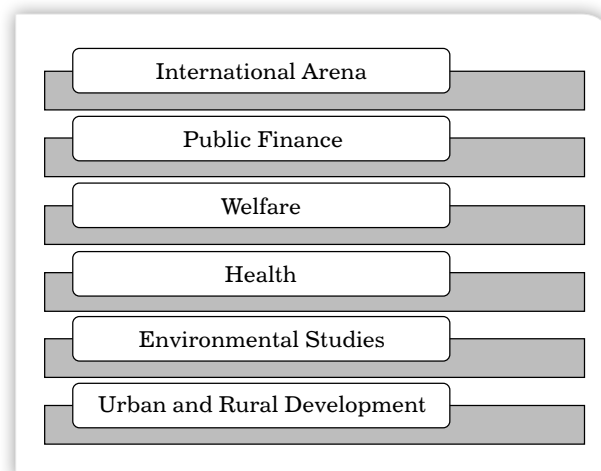 International Arena
Public Finance
Welfare
Health
Environmental Studies
Urban and Rural Development